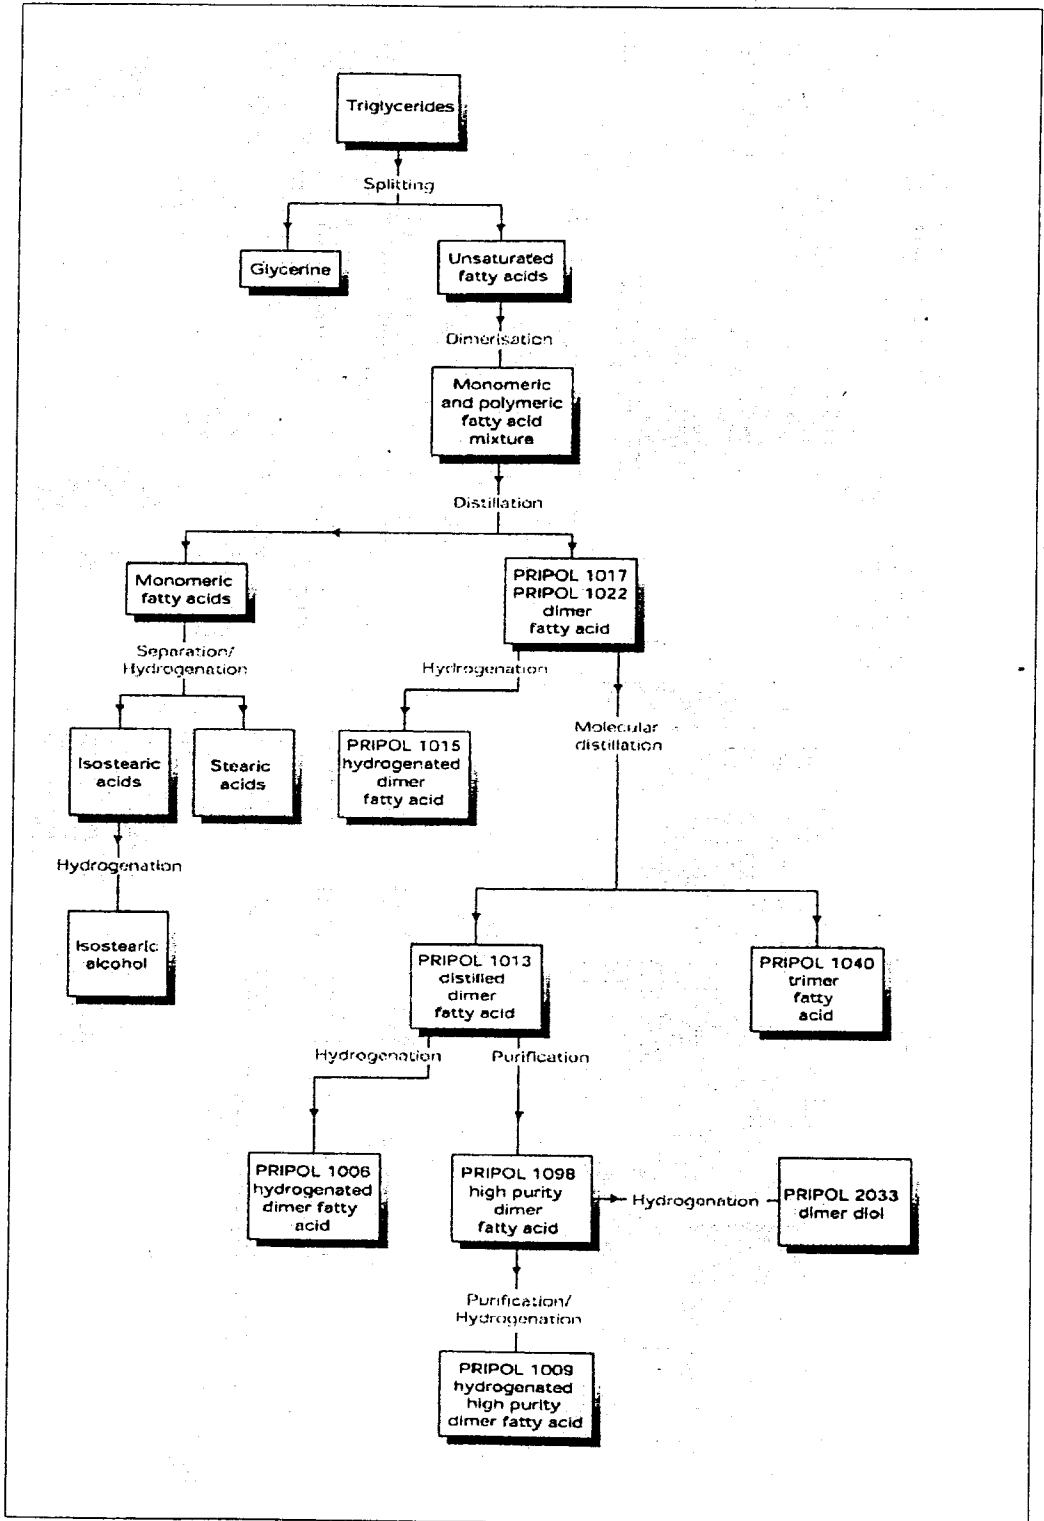 Triglycerides
Splitting
Glycerine
Unsaturated
fatty acids
Dimerisation
Monomeric
and polymeric
fatty acid
mixture
Distillation
Monomeric
fatty acids
PRIPOL 1017
PRIPOL 1022
dimer
fatty acid
Separation/
Hydrogenation
Hydrogenation
Isostearic
acids
Stearic
acids
PRIPOL 1015
hydrogenated
dimer
fatty acid
Molecular
distillation
Hydrogenation
Isostearic
alcohol
PRIPOL 1013
distilled
dimer
fatty acid
PRIPOL 1040
trimer
fatty
acid
Hydrogenation
Purification
PRIPOL 1006
hydrogenated
dimer fatty
acid
PRIPOL 1098
high purity
dimer
fatty acid
Hydrogenation
PRIPOL 2033
dimer diol
Purification/
Hydrogenation
PRIPOL 1009
hydrogenated
high purity
dimer fatty acid